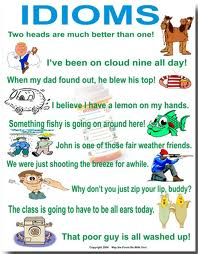 IDIOMS
Two heads are much better than one!
I've been on cloud nine all day!
When my dad found out, he blew his top!
I believe I have a lemon on my hands.
Something fishy is going on around here!
John is one of those fair weather friends.
We were just shooting the breeze for awhile.
Why don't you just zip your lip, buddy?
The class is going to have to be all ears today.
That poor guy is all washed up!